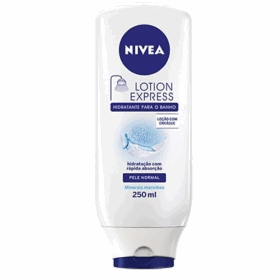 NIVEA
LOTION
EXPRESS
HIDRATANTE PARA O BANHO
LOÇÃO COM
ENXÁGUE
hidratação com
rápida absorção
PELE NORMAL
Minerais marinhos
250 ml